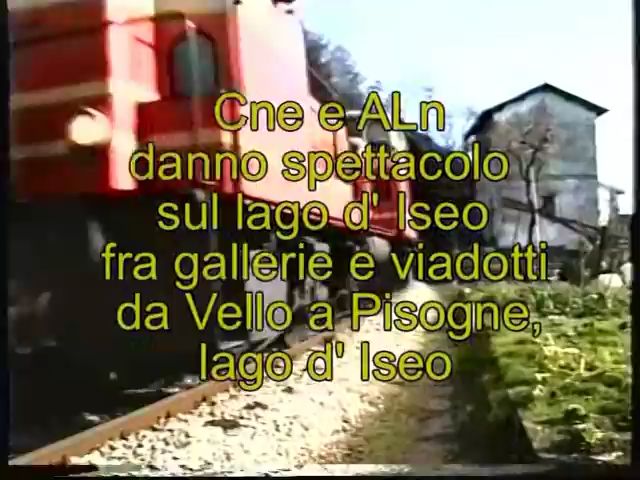 Cne e ALn
danno spettacolo
sul lago d' Iseo
fra gallerie e viadotti
da Vello a Pisogne,
lago d' Iseo